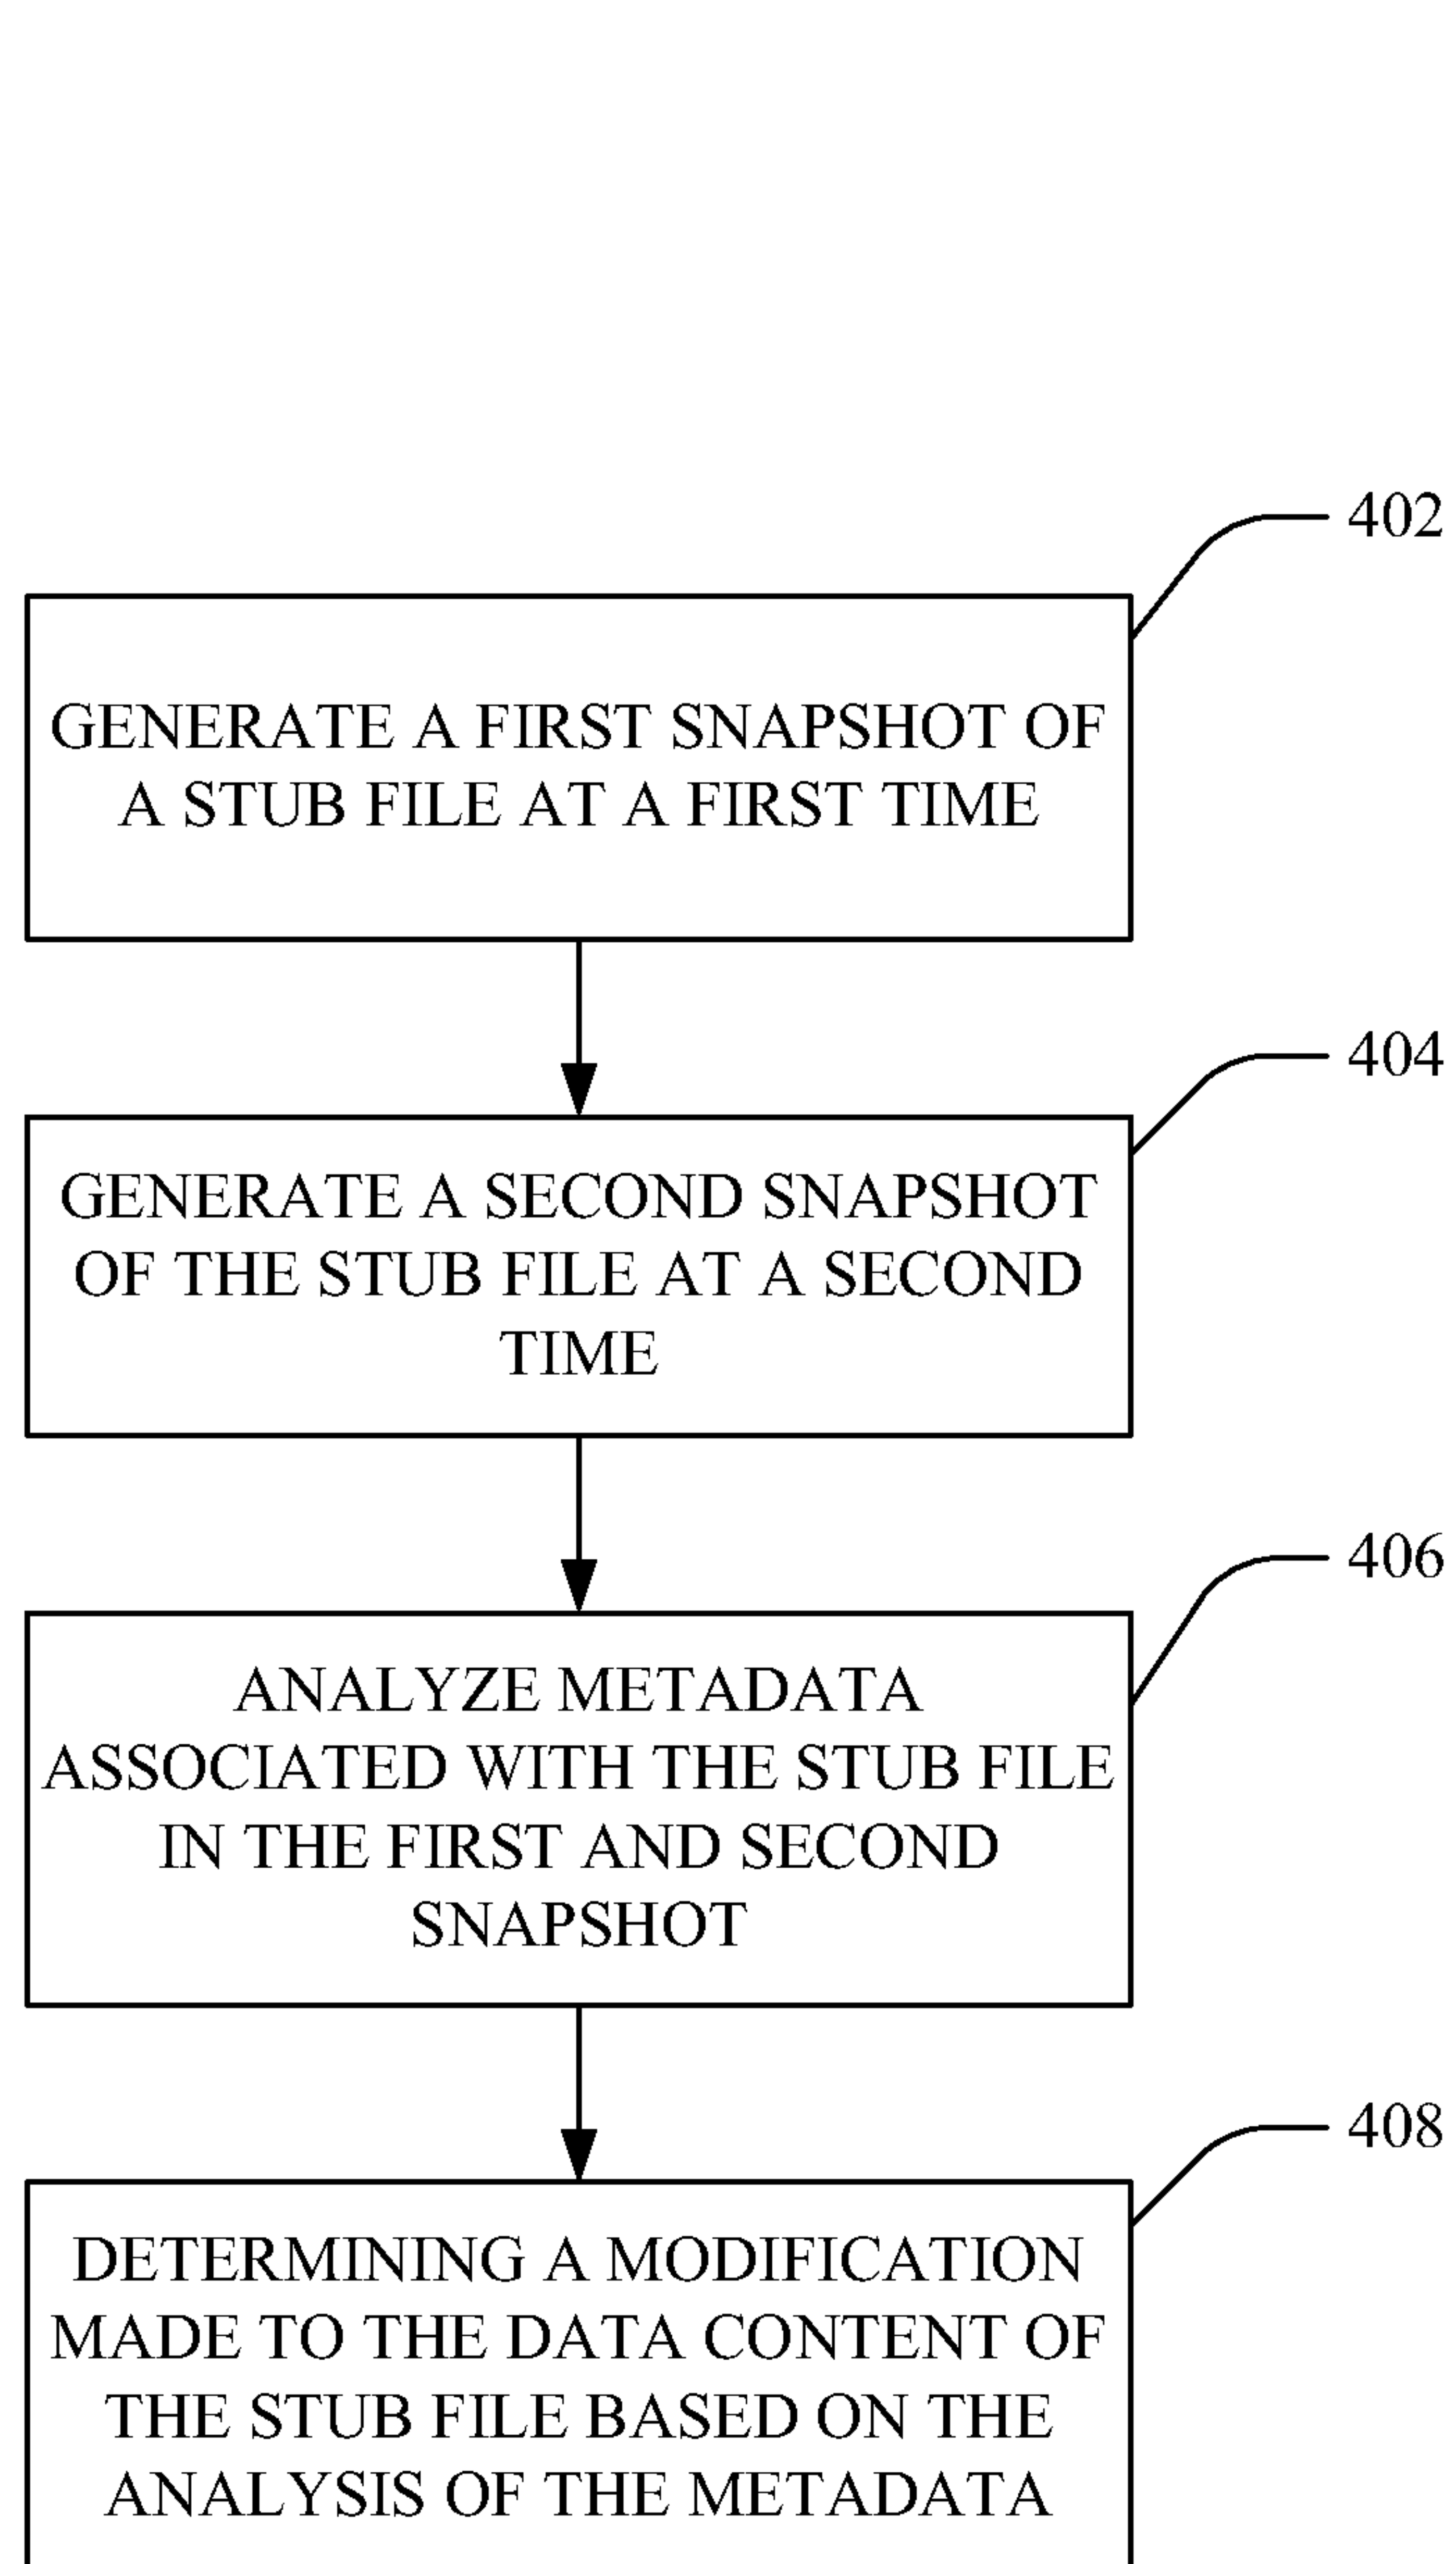 402
GENERATE A FIRST SNAPSHOT OF
A STUB FILE AT A FIRST TIME
404
GENERATE A SECOND SNAPSHOT
OF THE STUB FILE AT A SECOND
TIME
406
ANALYZE METADATA
ASSOCIATED WITH THE STUB FILE
IN THE FIRST AND SECOND
SNAPSHOT
408
DETERMINING A MODIFICATION
MADE TO THE DATA CONTENT OF
THE STUB FILE BASED ON THE
ANALYSIS OF THE METADATA